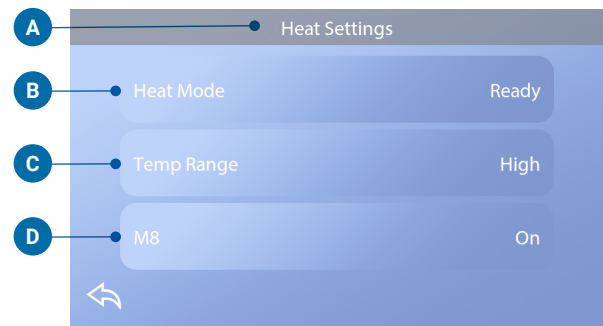 A Heat Settings
B Heat Mode Ready
C Temp Range High
D M8 On